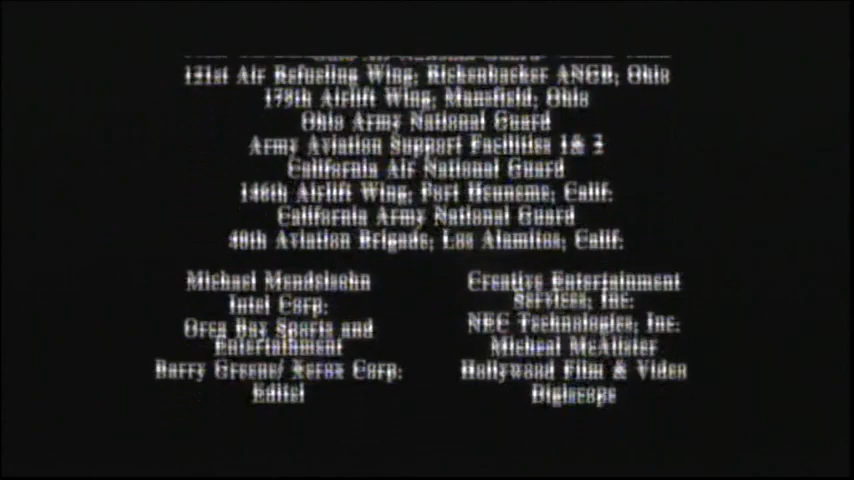 121st Air Refueling Wing; Rickenbacker ANGB, Ohio
179th Airlift Wing, Mansfield, Ohio
Ohio Army National Guard
Army Aviation Support Facilities 1& 2
California Air National Guard
146th Airlift Wing, Port Hueneme, Calif.
California Army National Guard
40th Aviation Brigade, Los Alamitos, Calif.
Michael Mendelsohn
Intel Corp.
Orca Bay Sports and
Entertainment
Barry Greene/ Xerox Corp.
Editel
Creative Entertainment
Services, Inc.
NEC Technologies, Inc.
Micheal McAlister
Hollywood Film & Video
Digiscope